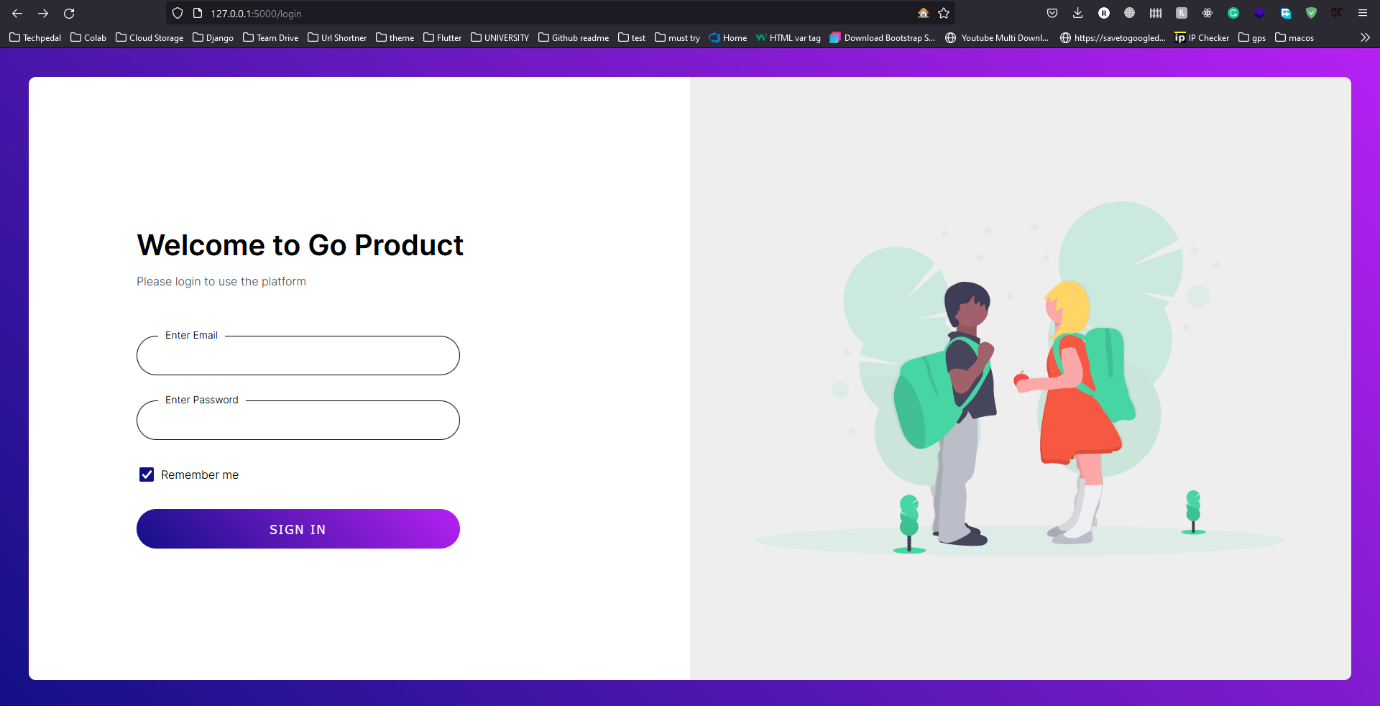 127.0.0.1:5000/login
Techpedal Colab Cloud Storage Django Team Drive Url Shortner theme Flutter UNIVERSITY Github readme test must try Home HTML var tag Download Bootstrap S... Youtube Multi Downl... https://savetogoogled... ip IP Checker gps macos
Welcome to Go Product
Please login to use the platform
Enter Email
Enter Password
Remember me
SIGN IN